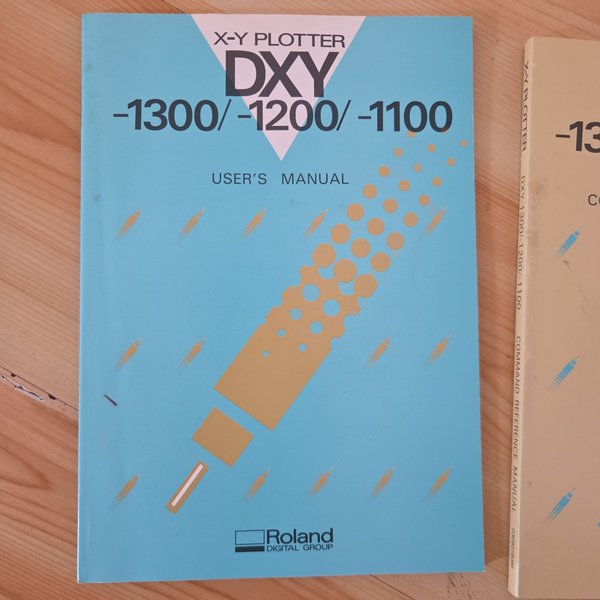 X-Y PLOTTER
DXY
-1300/-1200/-1100
USER'S MANUAL
Roland
DIGITAL GROUP
X-Y PLOTTER DXY-1300/-1200/-1100 COMMAND REFERENCE MANUAL
-13
CO